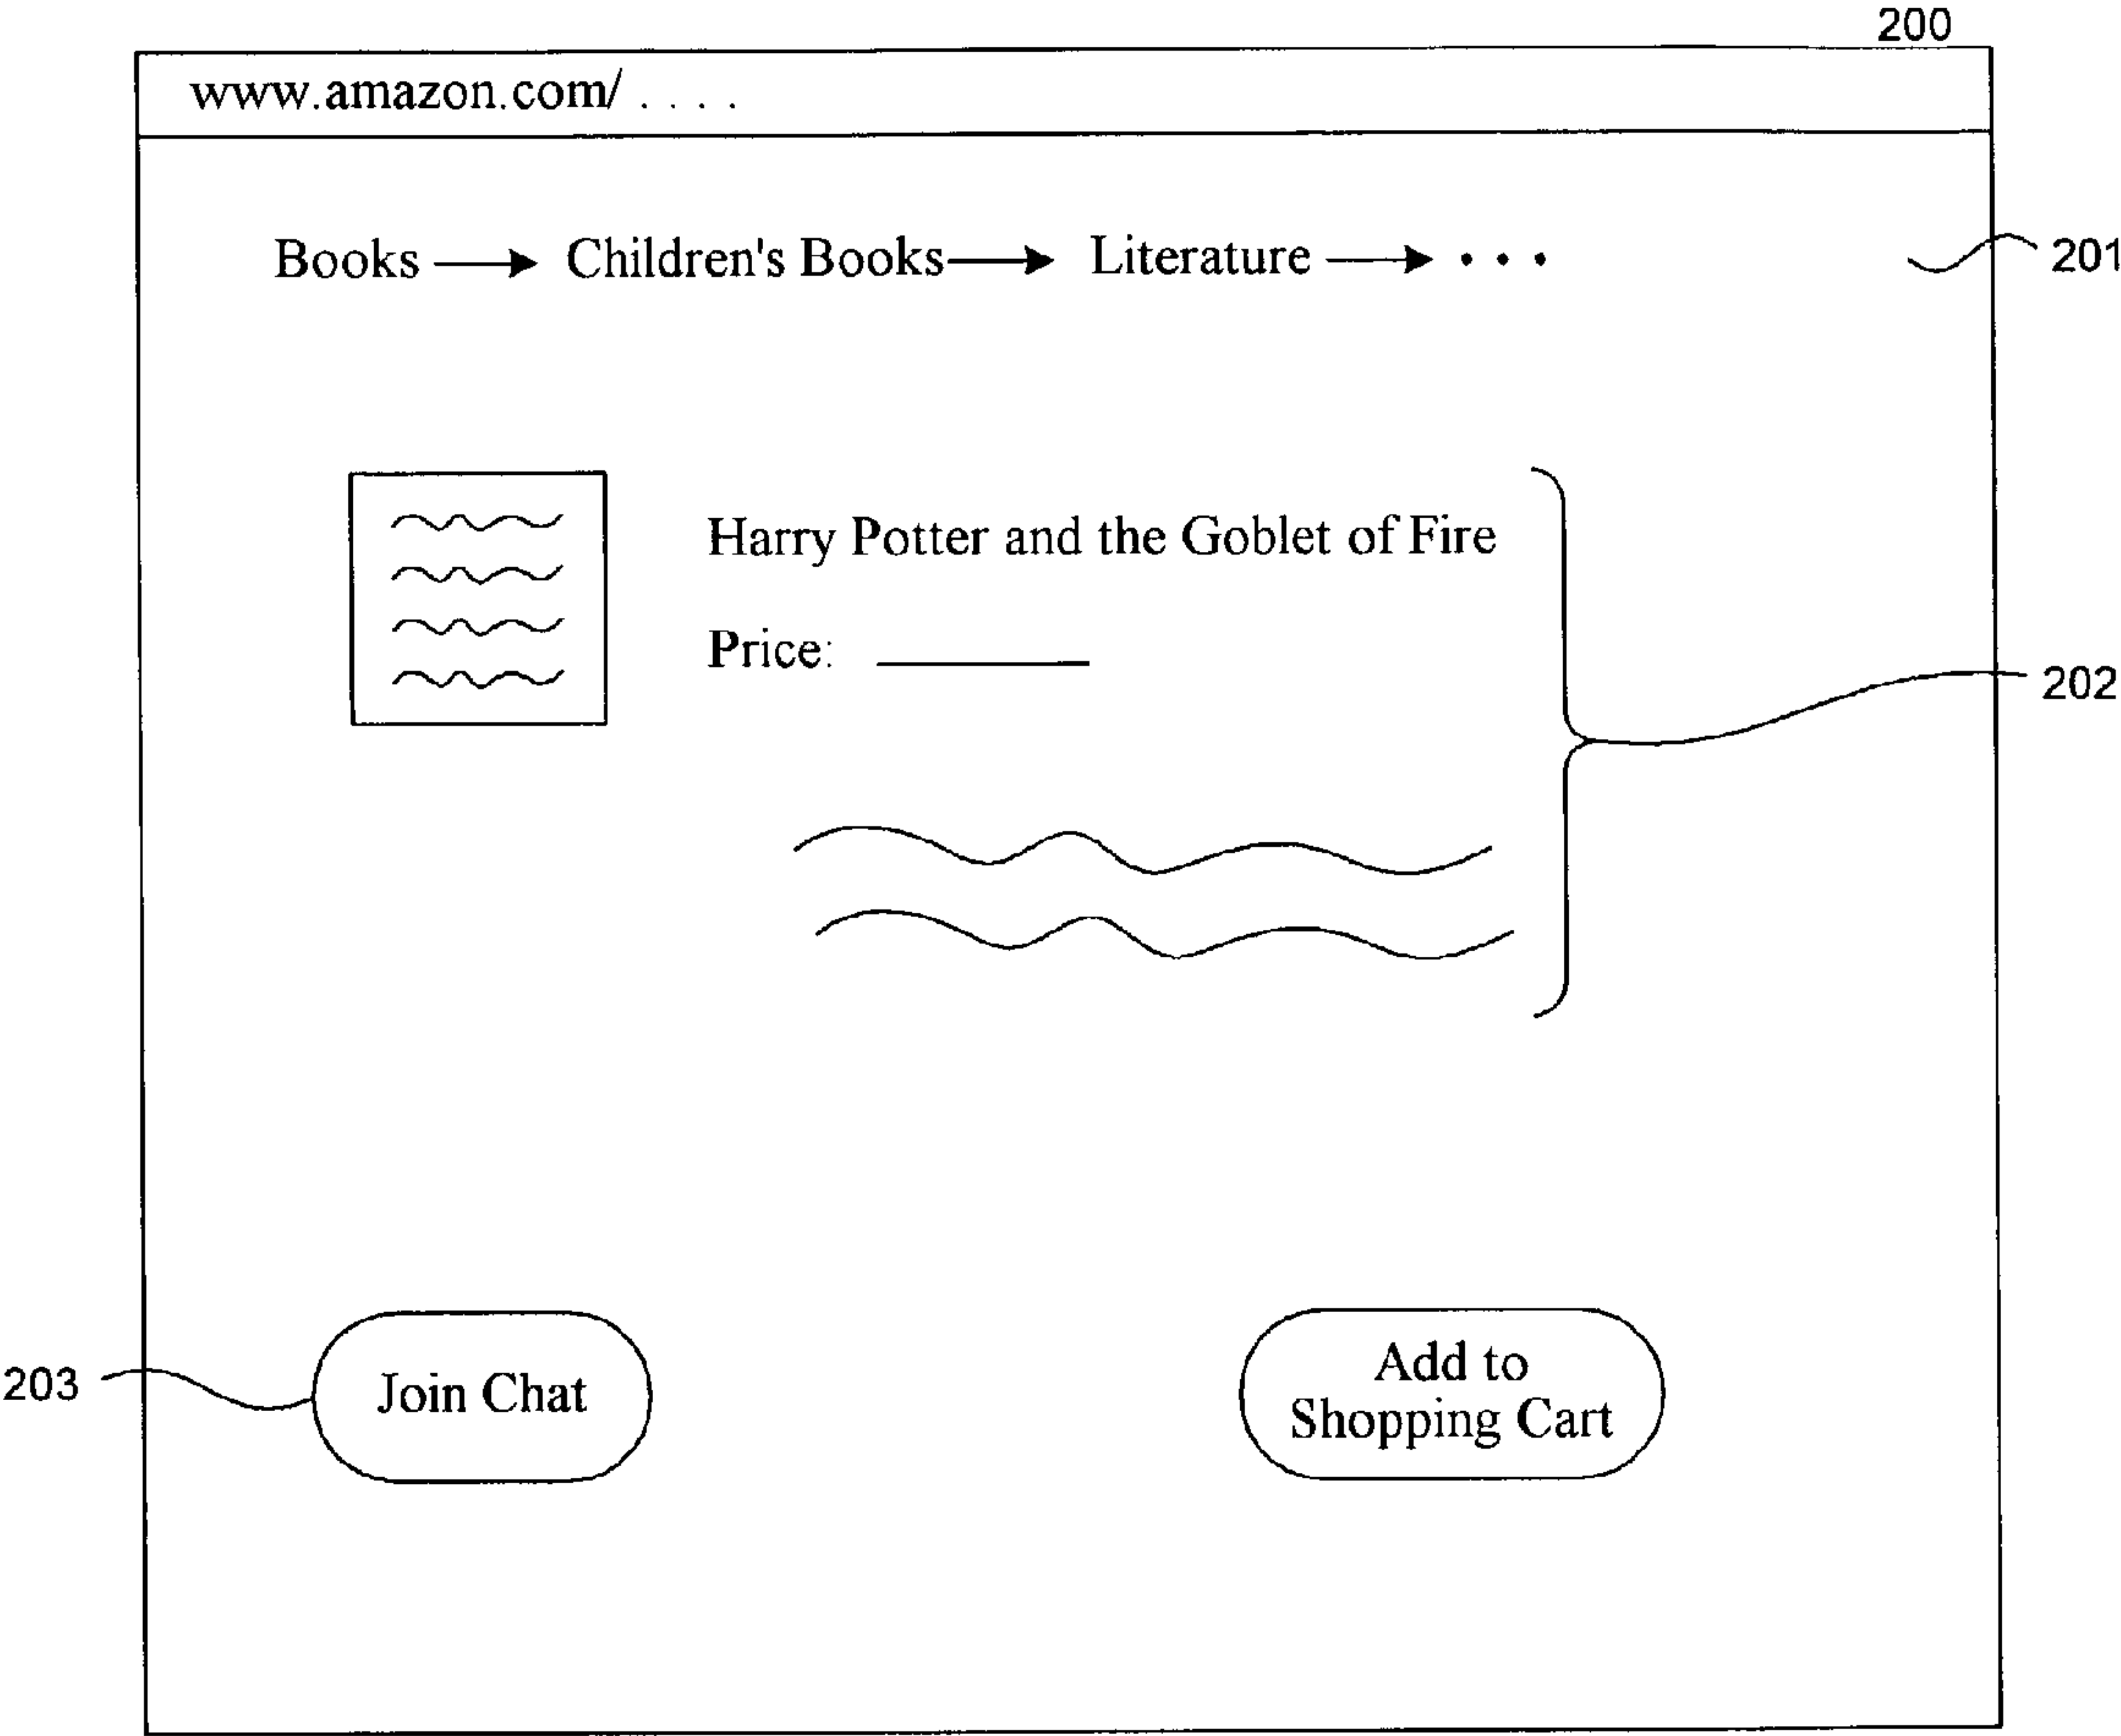 200
www.amazon.com/ . . . .
Books → Children's Books → Literature → • • •
201
Harry Potter and the Goblet of Fire
Price:
202
203
Join Chat
Add to
Shopping Cart